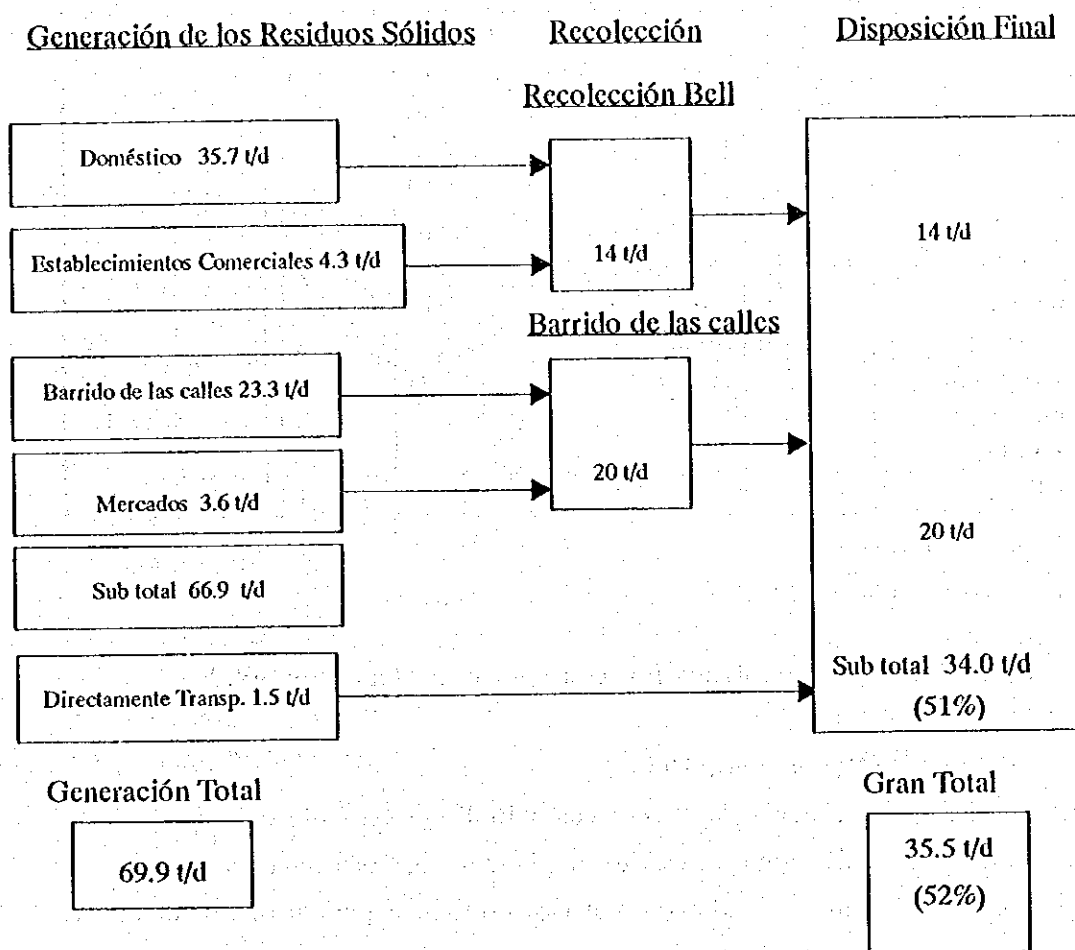 Generación de los Residuos Sólidos
Recolección
Disposición Final
Recolección Bell
Doméstico 35.7 t/d
Establecimientos Comerciales 4.3 t/d
14 t/d
14 t/d
Barrido de las calles
Barrido de las calles 23.3 t/d
Mercados 3.6 t/d
20 t/d
20 t/d
Sub total 66.9 t/d
Sub total 34.0 t/d
(51%)
Directamente Transp. 1.5 t/d
Generación Total
69.9 t/d
Gran Total
35.5 t/d
(52%)